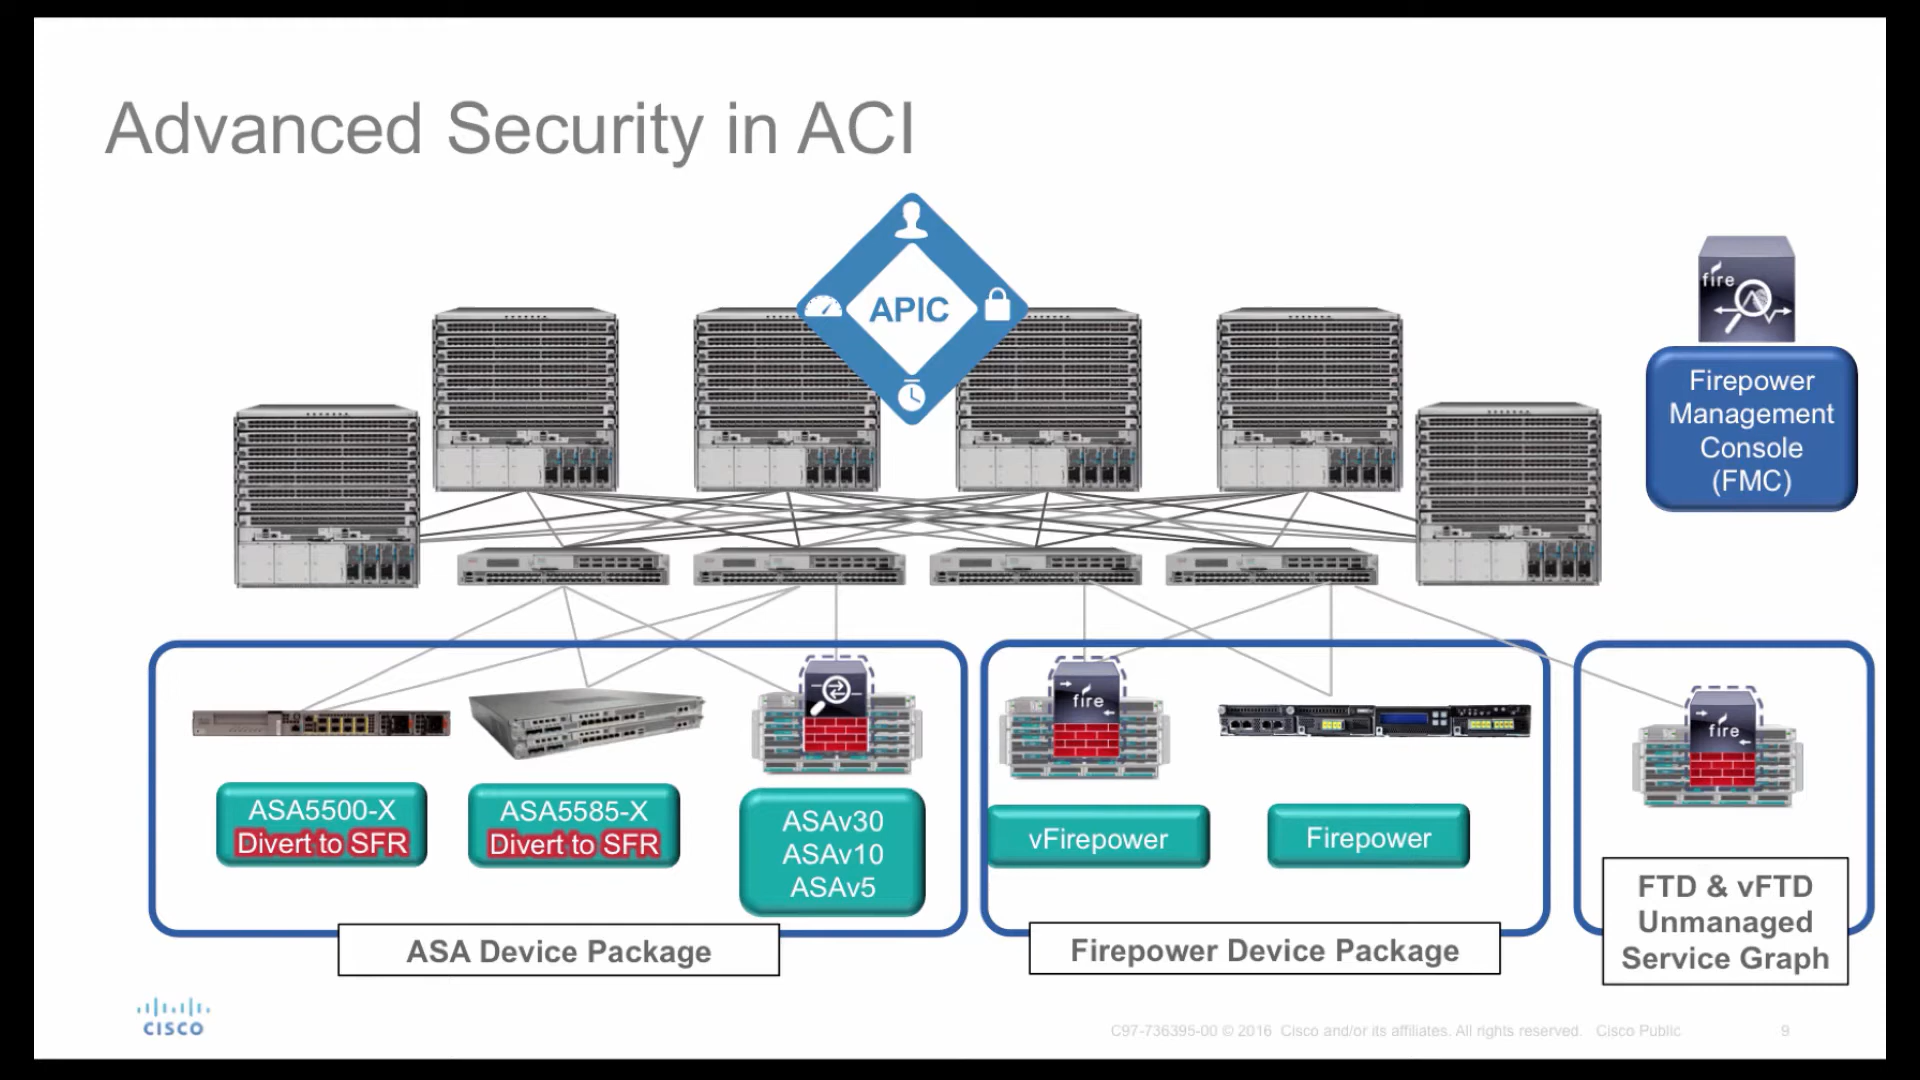 Advanced Security in ACI
APIC
fire
Firepower
Management
Console
(FMC)
fire
fire
ASA5500-X
Divert to SFR
ASA5585-X
Divert to SFR
ASAv30
ASAv10
ASAv5
vFirepower
Firepower
FTD & vFTD
Unmanaged
Service Graph
ASA Device Package
Firepower Device Package
CISCO
C97-736395-00 © 2016 Cisco and/or its affiliates. All rights reserved. Cisco Public
9